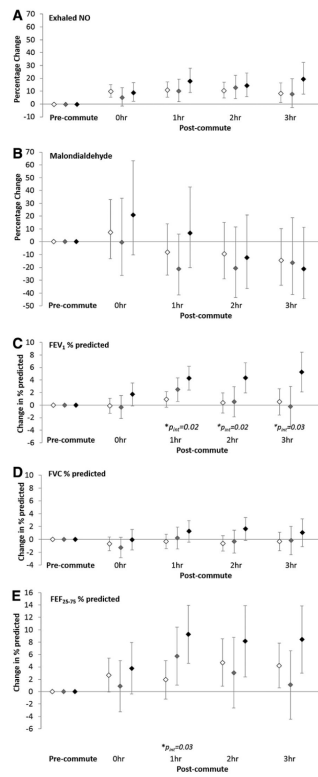 A
Exhaled NO
Percentage Change
70
60
50
40
30
20
10
0
-10
Pre-commute 0hr 1hr 2hr 3hr
Post-commute
B
Malondialdehyde
Percentage Change
70
60
50
40
30
20
10
0
-10
-20
-30
-40
-50
Pre-commute 0hr 1hr 2hr 3hr
Post-commute
C
FEV1 % predicted
Change in % predicted
10
8
6
4
2
0
-2
-4
*pint=0.02 *pint=0.02 *pint=0.03
Pre-commute 0hr 1hr 2hr 3hr
Post-commute
D
FVC % predicted
Change in % predicted
10
8
6
4
2
0
-2
-4
Pre-commute 0hr 1hr 2hr 3hr
Post-commute
E
FEF25-75 % predicted
Change in % predicted
16
14
12
10
8
6
4
2
0
-2
-4
-6
*pint=0.03
Pre-commute 0hr 1hr 2hr 3hr
Post-commute